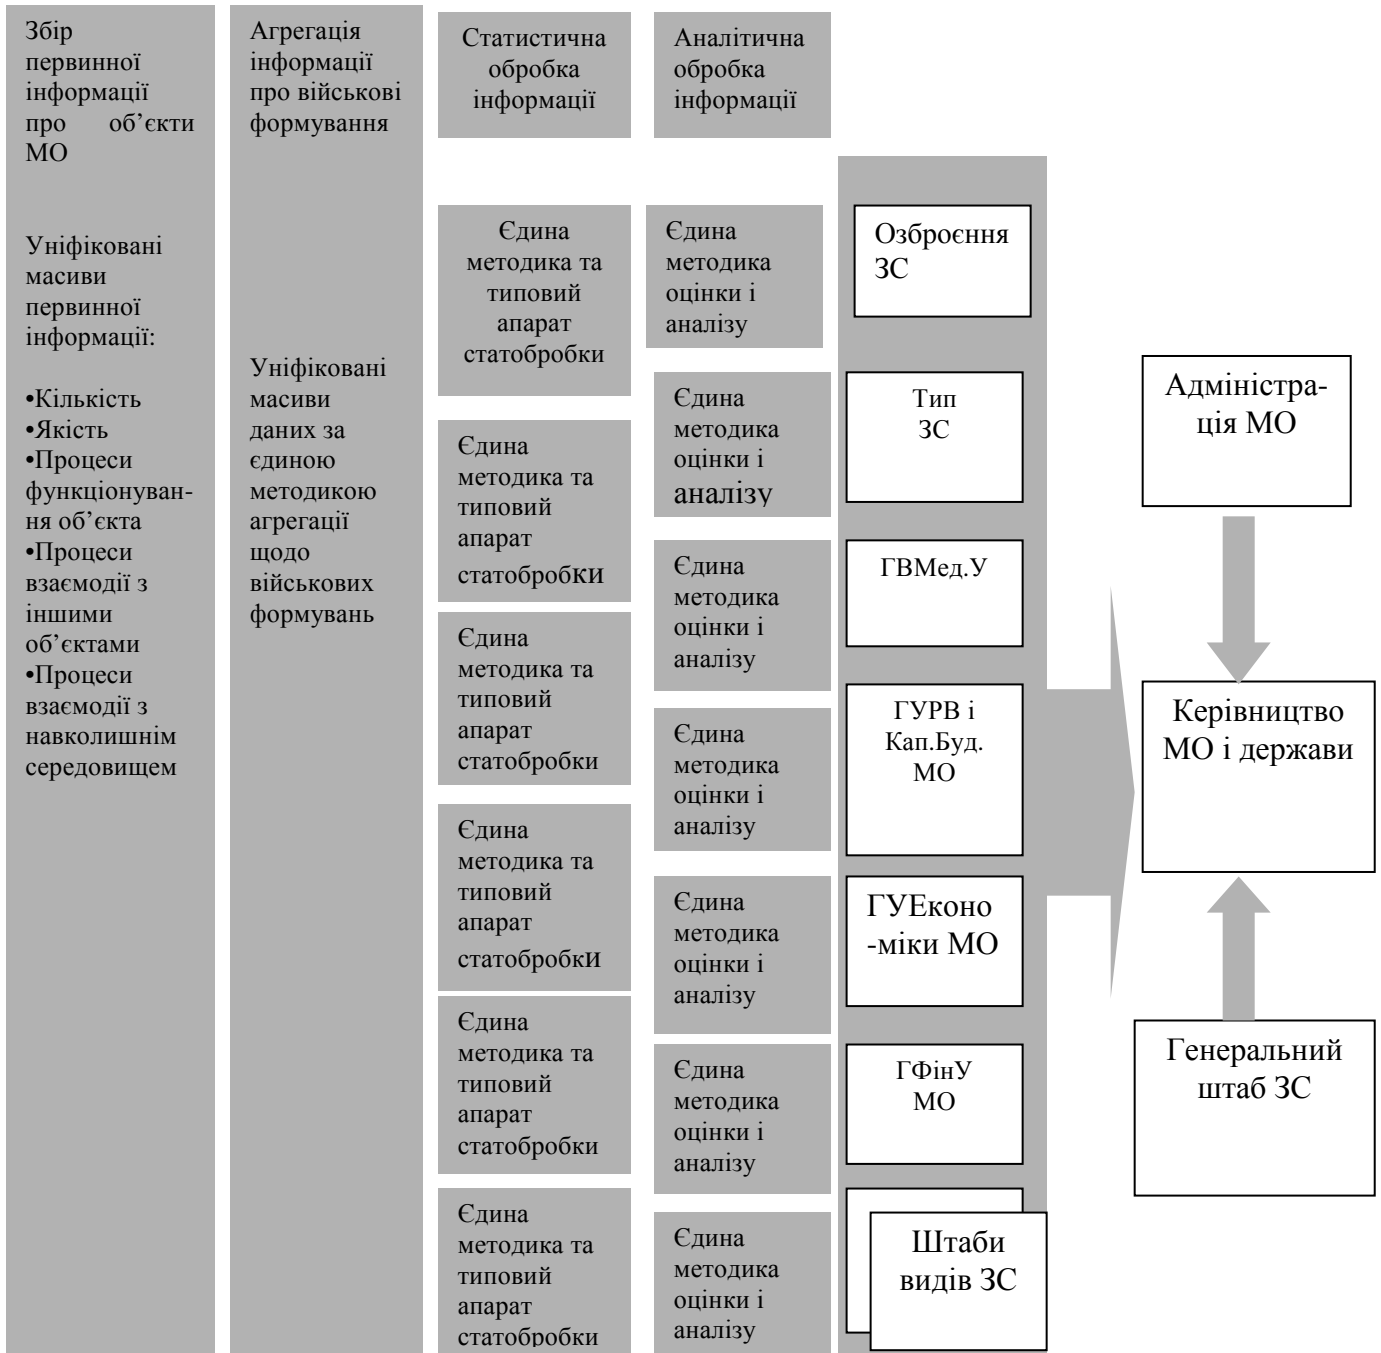 Збір
первинної
інформації
про об’єкти
МО
Уніфіковані
масиви
первинної
інформації:
•Кількість
•Якість
•Процеси
функціонуван-
ня об’єкта
•Процеси
взаємодії з
іншими
об’єктами
•Процеси
взаємодії з
навколишнім
середовищем
Агрегація
інформації
про військові
формування
Уніфіковані
масиви
даних за
єдиною
методикою
агрегації
щодо
військових
формувань
Статистична
обробка
інформації
Єдина
методика та
типовий
апарат
статобробки
Єдина
методика та
типовий
апарат
статобробки
Єдина
методика та
типовий
апарат
статобробки
Єдина
методика та
типовий
апарат
статобробки
Єдина
методика та
типовий
апарат
статобробки
Єдина
методика та
типовий
апарат
статобробки
Аналітична
обробка
інформації
Єдина
методика
оцінки і
аналізу
Єдина
методика
оцінки і
аналізу
Єдина
методика
оцінки і
аналізу
Єдина
методика
оцінки і
аналізу
Єдина
методика
оцінки і
аналізу
Єдина
методика
оцінки і
аналізу
Єдина
методика
оцінки і
аналізу
Озброєння
ЗС
Тип
ЗС
ГВМед.У
ГУРВ і
Кап.Буд.
МО
ГУЕконо
-міки МО
ГФінУ
МО
Штаби
видів ЗС
Адміністра-
ція МО
Керівництво
МО і держави
Генеральний
штаб ЗС